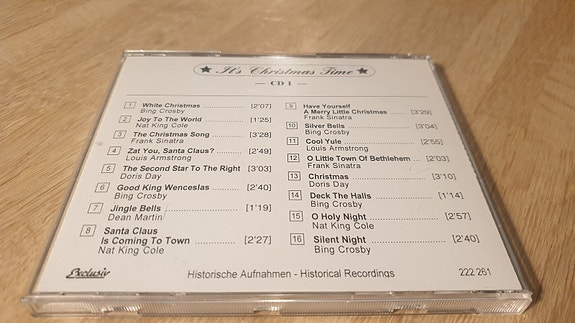 ★ It's Christmas Time ★
— CD 1 —
1 White Christmas .................. [2'07]
Bing Crosby
2 Joy To The World ................ [1'25]
Nat King Cole
3 The Christmas Song ............ [3'28]
Frank Sinatra
4 Zat You, Santa Claus? ........ [2'49]
Louis Armstrong
5 The Second Star To The Right [3'03]
Doris Day
6 Good King Wenceslas ......... [2'40]
Bing Crosby
7 Jingle Bells ........................ [1'19]
Dean Martin
8 Santa Claus
Is Coming To Town .............. [2'27]
Nat King Cole
9 Have Yourself
A Merry Little Christmas ....... [3'29]
Frank Sinatra
10 Silver Bells ........................ [3'04]
Bing Crosby
11 Cool Yule .......................... [2'55]
Louis Armstrong
12 O Little Town Of Bethlehem ... [2'03]
Frank Sinatra
13 Christmas .......................... [3'10]
Doris Day
14 Deck The Halls .................. [1'14]
Bing Crosby
15 O Holy Night ...................... [2'57]
Nat King Cole
16 Silent Night ....................... [2'40]
Bing Crosby
Exclusiv
Historische Aufnahmen - Historical Recordings
222 261